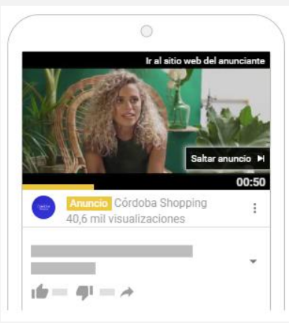 Ir al sitio web del anunciante
Saltar anuncio
00:50
Anuncio Córdoba Shopping
40,6 mil visualizaciones